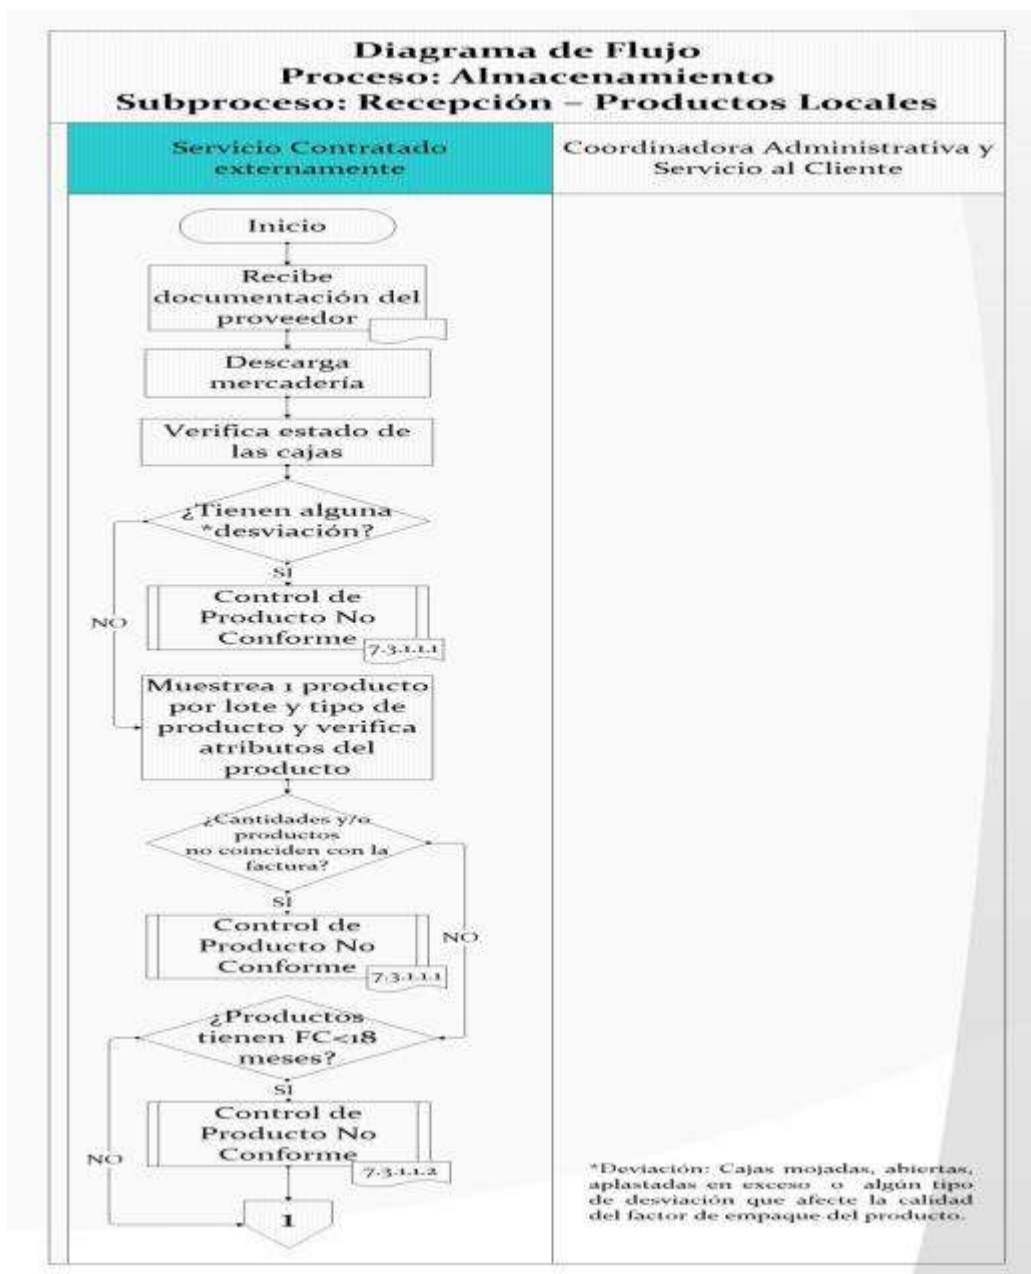 Diagrama de Flujo
Proceso: Almacenamiento
Subproceso: Recepción – Productos Locales
Servicio Contratado
externamente
Coordinadora Administrativa y
Servicio al Cliente
Inicio
Recibe
documentación del
proveedor
Descarga
mercadería
Verifica estado de
las cajas
¿Tienen alguna
*desviación?
SI
NO
Control de
Producto No
Conforme
7.3.1.1.1
Muestrea 1 producto
por lote y tipo de
producto y verifica
atributos del
producto
¿Cantidades y/o
productos
no coinciden con la
factura?
SI
NO
Control de
Producto No
Conforme
7.3.1.1.1
¿Productos
tienen FC<18
meses?
SI
NO
Control de
Producto No
Conforme
7.3.1.1.2
1
*Deviación: Cajas mojadas, abiertas,
aplastadas en exceso o algún tipo
de desviación que afecte la calidad
del factor de empaque del producto.